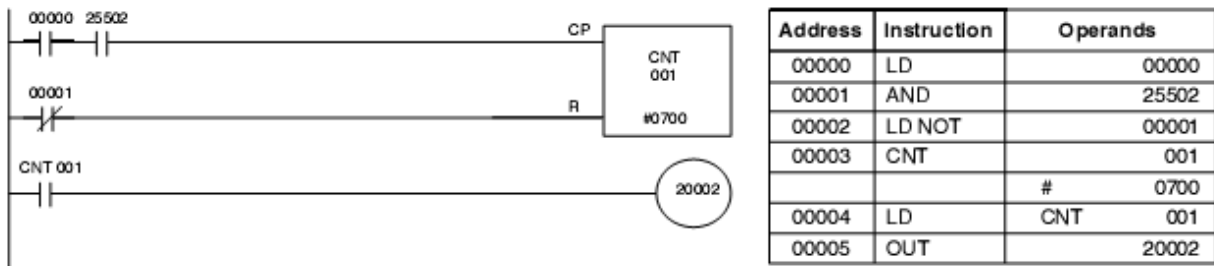 00000 25502
CP
CNT
001
00001
R
#0700
CNT 001
20002
Address Instruction Operands
00000 LD 00000
00001 AND 25502
00002 LD NOT 00001
00003 CNT 001
# 0700
00004 LD CNT 001
00005 OUT 20002